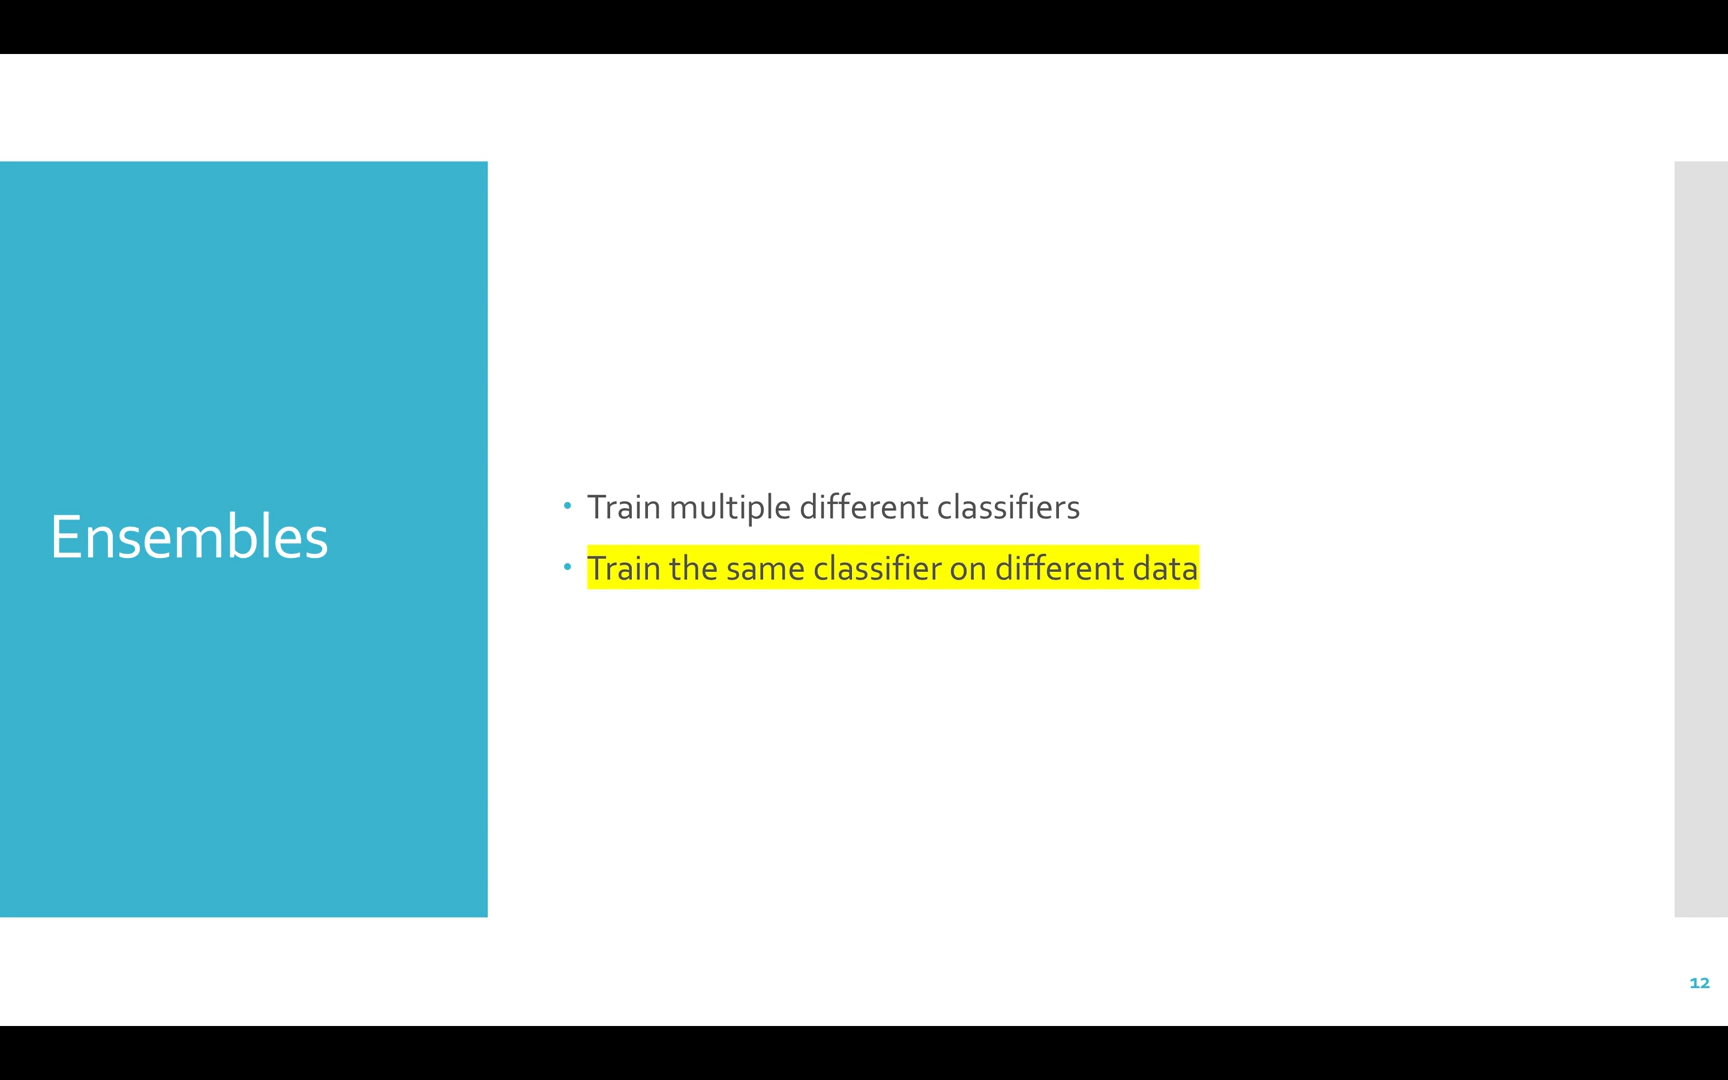 Ensembles
• Train multiple different classifiers
• Train the same classifier on different data
12